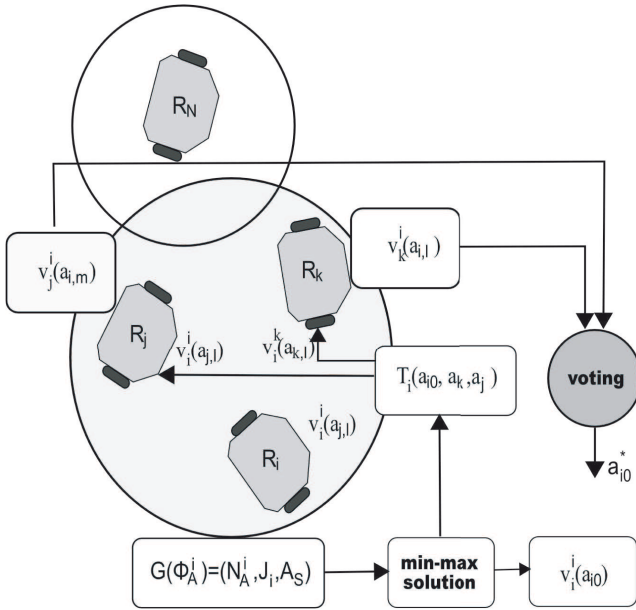 R_N
v_j^i(a_{i,m})
v_k^i(a_{i,l})
R_k
R_j
v_i^i(a_{j,l})
v_i^k(a_{k,l})
T_i(a_{i0}, a_k, a_j)
voting
v_i^j(a_{j,l})
R_i
a_{i0}^*
G(Φ_A^i)=(N_A^i, J_i, A_S)
min-max
solution
v_i^i(a_{i0})